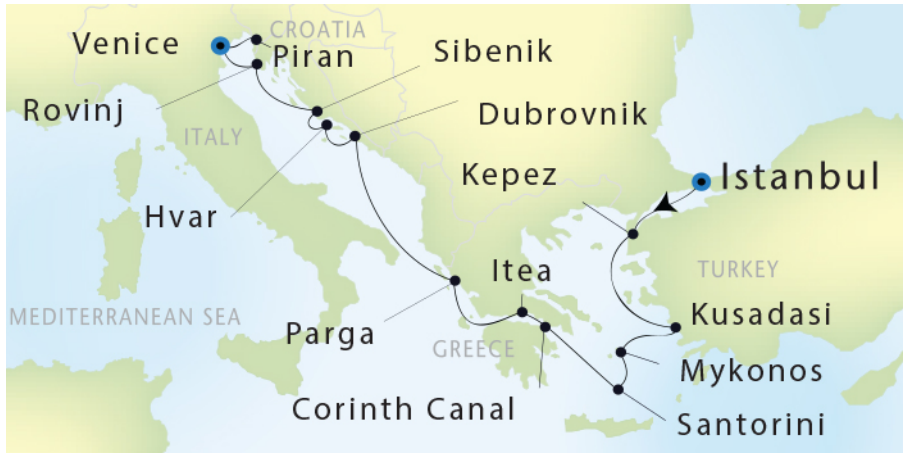 CROATIA
Venice
Piran
Sibenik
Rovinj
Dubrovnik
ITALY
Kepez
Istanbul
Hvar
Itea
TURKEY
MEDITERRANEAN SEA
Kusadasi
Parga
GREECE
Mykonos
Corinth Canal
Santorini